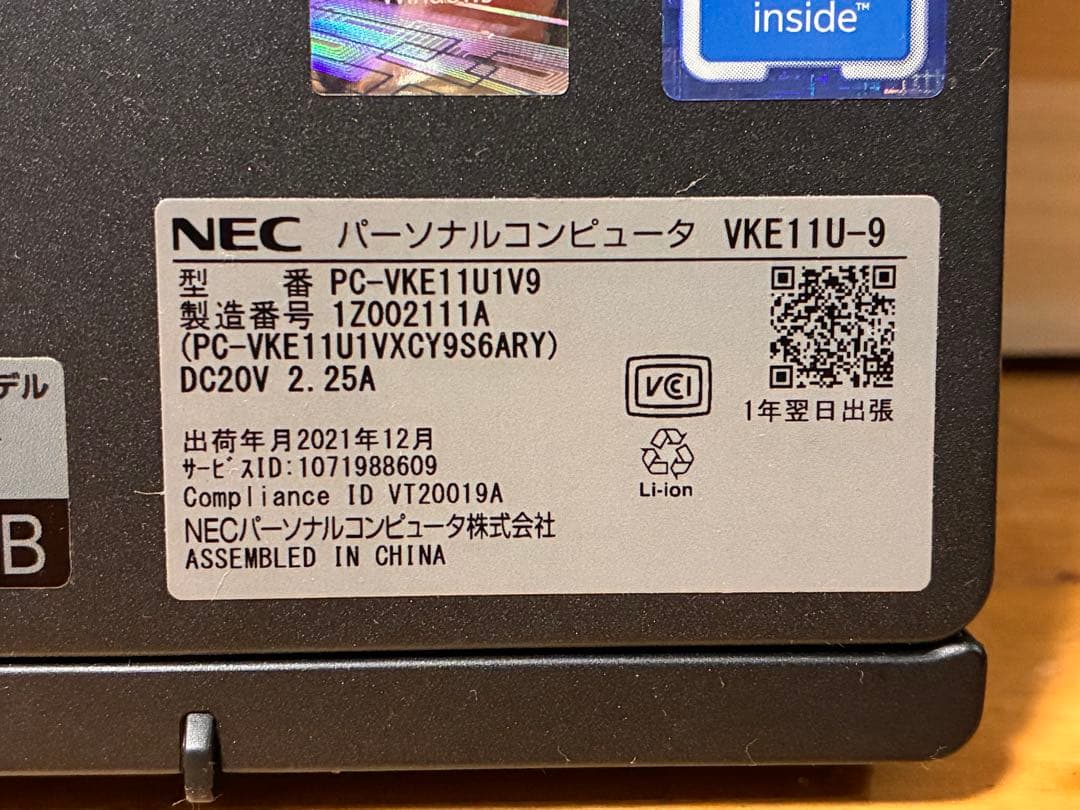 inside™
NEC パーソナルコンピュータ VKE11U-9
型 番 PC-VKE11U1V9
製造番号 1Z002111A
(PC-VKE11U1VXCY9S6ARY)
DC20V 2.25A
VCI
1年翌日出張
Li-ion
出荷年月2021年12月
サービスID:1071988609
Compliance ID VT20019A
NECパーソナルコンピュータ株式会社
ASSEMBLED IN CHINA
デル
B